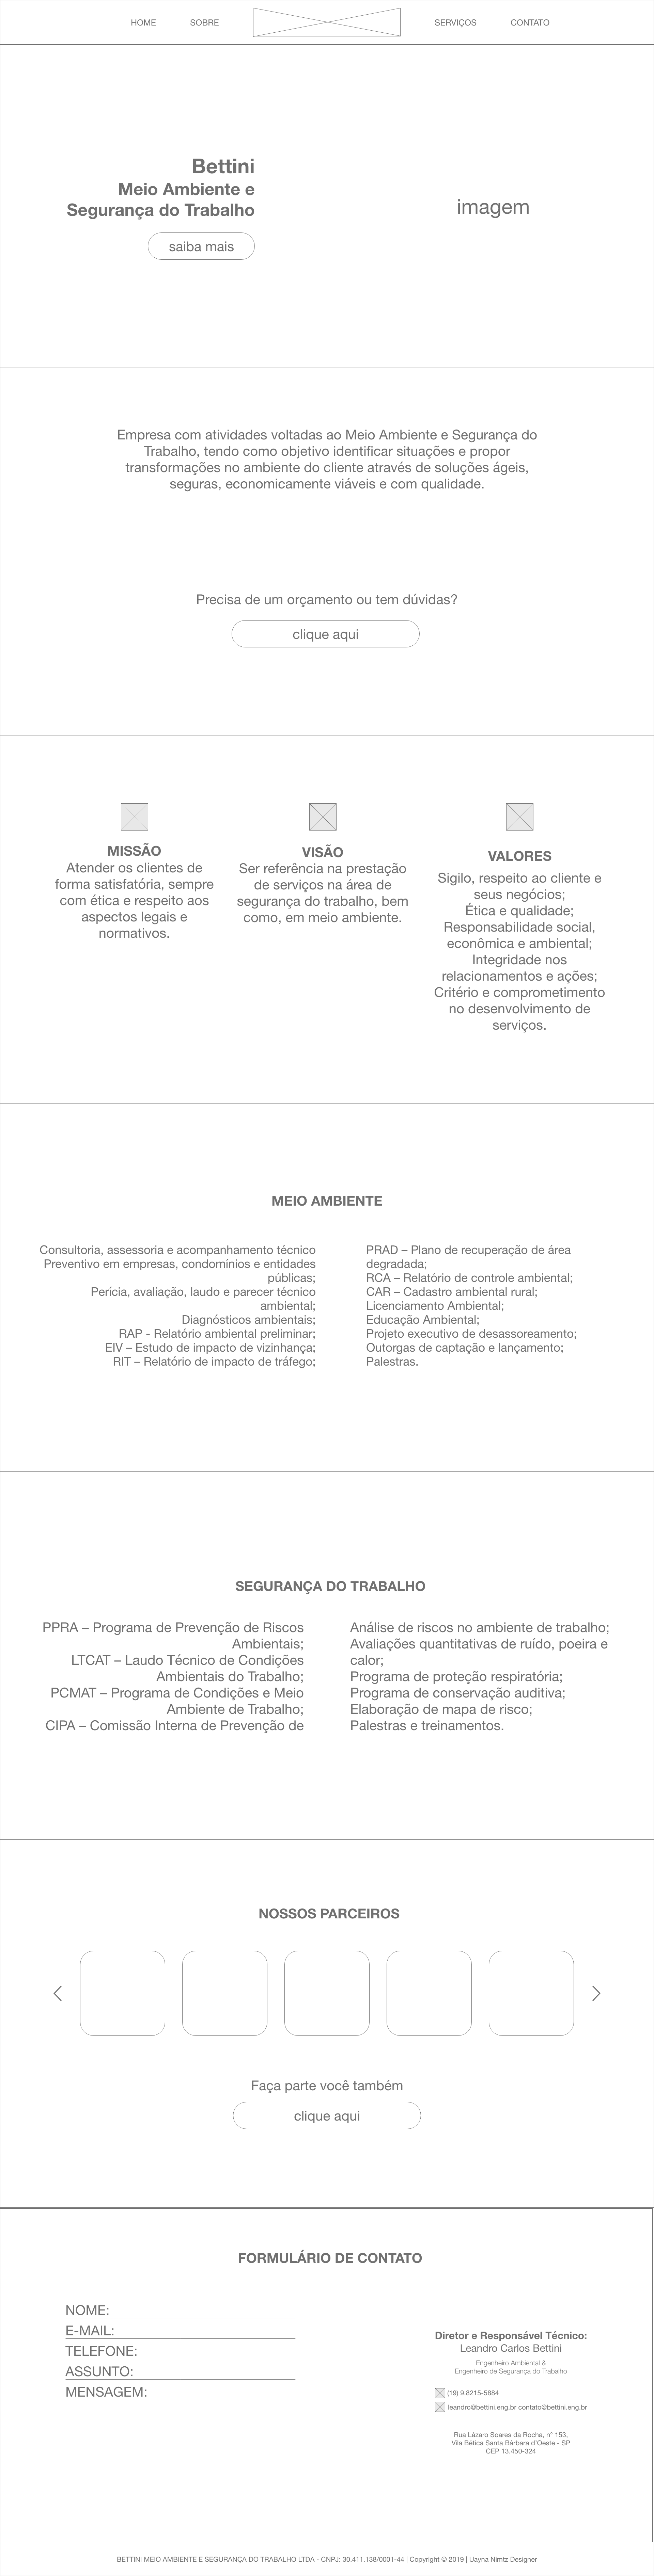 HOME SOBRE SERVIÇOS CONTATO
Bettini
Meio Ambiente e
Segurança do Trabalho
saiba mais
imagem
Empresa com atividades voltadas ao Meio Ambiente e Segurança do
Trabalho, tendo como objetivo identificar situações e propor
transformações no ambiente do cliente através de soluções ágeis,
seguras, economicamente viáveis e com qualidade.
Precisa de um orçamento ou tem dúvidas?
clique aqui
MISSÃO
Atender os clientes de
forma satisfatória, sempre
com ética e respeito aos
aspectos legais e
normativos.
VISÃO
Ser referência na prestação
de serviços na área de
segurança do trabalho, bem
como, em meio ambiente.
VALORES
Sigilo, respeito ao cliente e
seus negócios;
Ética e qualidade;
Responsabilidade social,
econômica e ambiental;
Integridade nos
relacionamentos e ações;
Critério e comprometimento
no desenvolvimento de
serviços.
MEIO AMBIENTE
Consultoria, assessoria e acompanhamento técnico
Preventivo em empresas, condomínios e entidades
públicas;
Perícia, avaliação, laudo e parecer técnico
ambiental;
Diagnósticos ambientais;
RAP - Relatório ambiental preliminar;
EIV – Estudo de impacto de vizinhança;
RIT – Relatório de impacto de tráfego;
PRAD – Plano de recuperação de área
degradada;
RCA – Relatório de controle ambiental;
CAR – Cadastro ambiental rural;
Licenciamento Ambiental;
Educação Ambiental;
Projeto executivo de desassoreamento;
Outorgas de captação e lançamento;
Palestras.
SEGURANÇA DO TRABALHO
PPRA – Programa de Prevenção de Riscos
Ambientais;
LTCAT – Laudo Técnico de Condições
Ambientais do Trabalho;
PCMAT – Programa de Condições e Meio
Ambiente de Trabalho;
CIPA – Comissão Interna de Prevenção de
Análise de riscos no ambiente de trabalho;
Avaliações quantitativas de ruído, poeira e
calor;
Programa de proteção respiratória;
Programa de conservação auditiva;
Elaboração de mapa de risco;
Palestras e treinamentos.
NOSSOS PARCEIROS
Faça parte você também
clique aqui
FORMULÁRIO DE CONTATO
NOME:
E-MAIL:
TELEFONE:
ASSUNTO:
MENSAGEM:
Diretor e Responsável Técnico:
Leandro Carlos Bettini
Engenheiro Ambiental &
Engenheiro de Segurança do Trabalho
(19) 9.8215-5884
leandro@bettini.eng.br contato@bettini.eng.br
Rua Lázaro Soares da Rocha, n° 153,
Vila Bética Santa Bárbara d'Oeste - SP
CEP 13.450-324
BETTINI MEIO AMBIENTE E SEGURANÇA DO TRABALHO LTDA - CNPJ: 30.411.138/0001-44 | Copyright © 2019 | Uayna Nimtz Designer